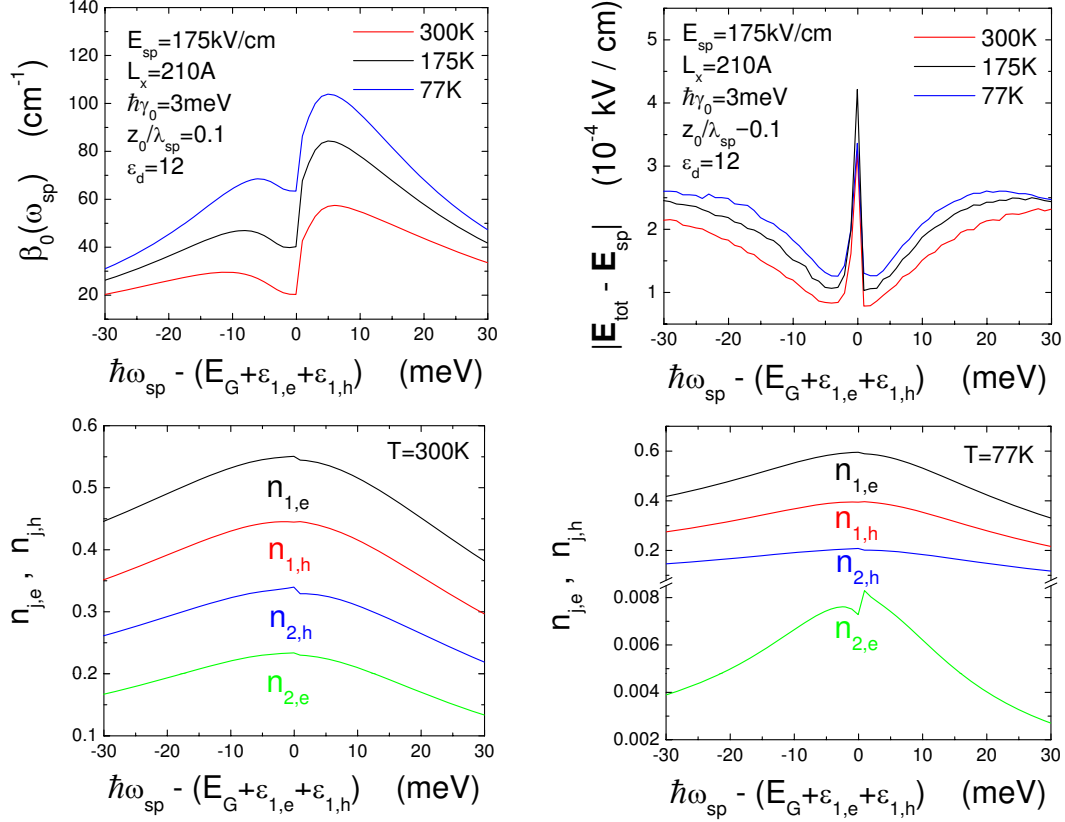 β₀(ω_sp) (cm⁻¹)
140
120
100
80
60
40
20
E_sp=175kV/cm
L_x=210A
ħγ₀=3meV
z₀/λ_sp=0.1
ε_d=12
300K
175K
77K
-30 -20 -10 0 10 20 30
ħω_sp - (E_G+ε_1,e+ε_1,h) (meV)
|E_tot - E_sp| (10⁻⁴ kV / cm)
5
4
3
2
1
E_sp=175kV/cm
L_x=210A
ħγ₀=3meV
z₀/λ_sp−0.1
ε_d=12
300K
175K
77K
-30 -20 -10 0 10 20 30
ħω_sp - (E_G+ε_1,e+ε_1,h) (meV)
n_j,e , n_j,h
0.6
0.5
0.4
0.3
0.2
0.1
T=300K
n_1,e
n_1,h
n_2,h
n_2,e
-30 -20 -10 0 10 20 30
ħω_sp - (E_G+ε_1,e+ε_1,h) (meV)
n_j,e , n_j,h
0.6
0.4
0.2
0.008
0.006
0.004
0.002
T=77K
n_1,e
n_1,h
n_2,h
n_2,e
-30 -20 -10 0 10 20 30
ħω_sp - (E_G+ε_1,e+ε_1,h) (meV)